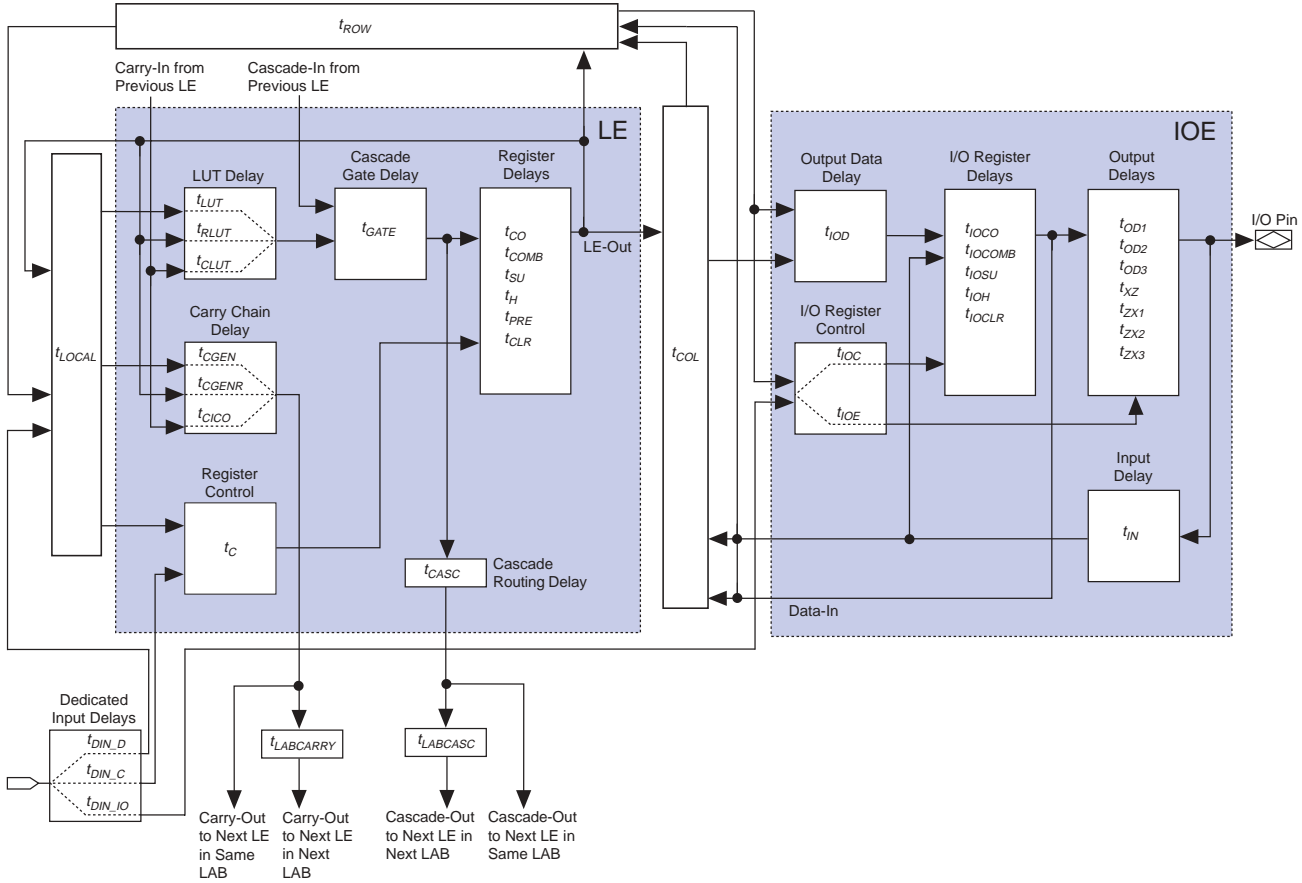 tROW
Carry-In from
Previous LE
Cascade-In from
Previous LE
LE
IOE
LUT Delay
tLUT
tRLUT
tCLUT
Cascade
Gate Delay
tGATE
Register
Delays
tCO
tCOMB
tSU
tH
tPRE
tCLR
LE-Out
Carry Chain
Delay
tCGEN
tCGENR
tCICO
tLOCAL
Register
Control
tC
tCASC
Cascade
Routing Delay
tCOL
Output Data
Delay
tIOD
I/O Register
Delays
tIOCO
tIOCOMB
tIOSU
tIOH
tIOCLR
Output
Delays
tOD1
tOD2
tOD3
tXZ
tZX1
tZX2
tZX3
I/O Pin
I/O Register
Control
tIOC
tIOE
Input
Delay
tIN
Data-In
Dedicated
Input Delays
tDIN_D
tDIN_C
tDIN_IO
tLABCARRY
tLABCASC
Carry-Out
to Next LE
in Same
LAB
Carry-Out
to Next LE
in Next
LAB
Cascade-Out
to Next LE in
Next LAB
Cascade-Out
to Next LE in
Same LAB